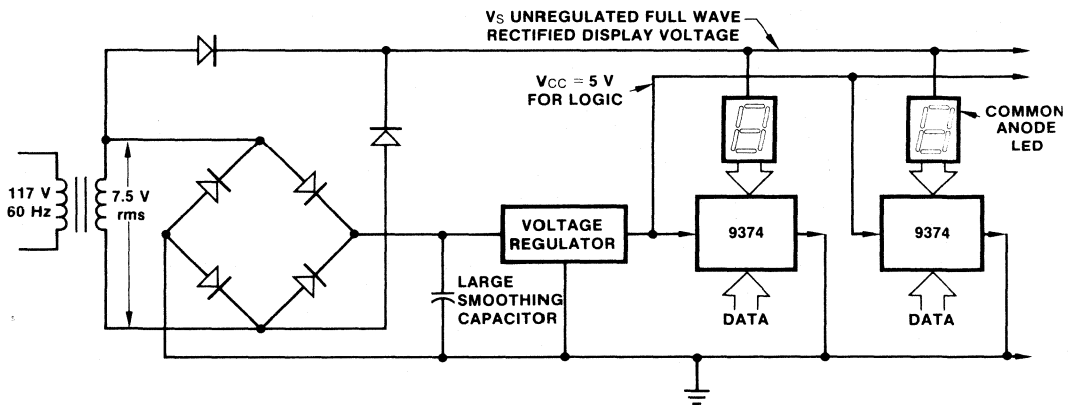 VS UNREGULATED FULL WAVE
RECTIFIED DISPLAY VOLTAGE
VCC = 5 V
FOR LOGIC
COMMON
ANODE
LED
117 V
60 Hz
7.5 V
rms
VOLTAGE
REGULATOR
9374
9374
LARGE
SMOOTHING
CAPACITOR
DATA
DATA